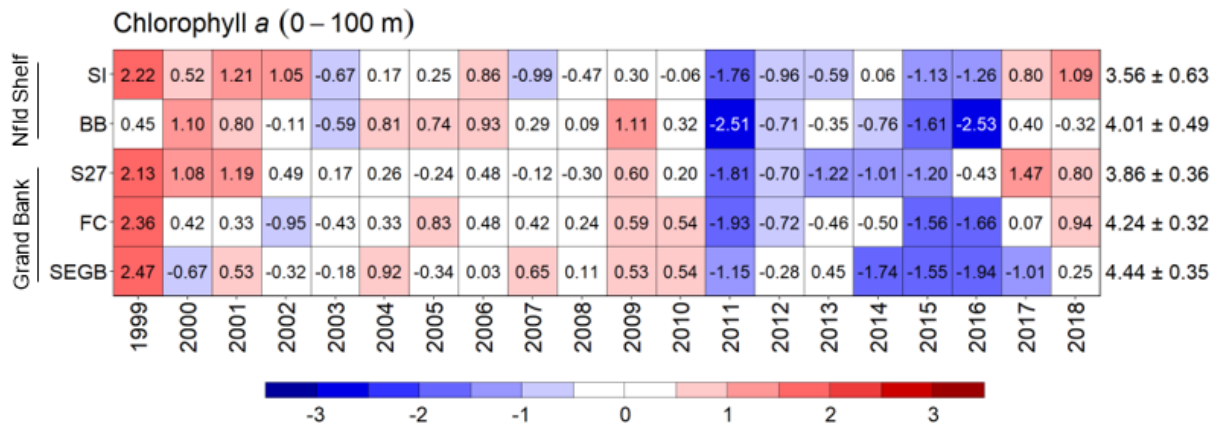 Chlorophyll a (0 – 100 m)
Nfld Shelf
SI 2.22 0.52 1.21 1.05 -0.67 0.17 0.25 0.86 -0.99 -0.47 0.30 -0.06 -1.76 -0.96 -0.59 0.06 -1.13 -1.26 0.80 1.09 3.56 ± 0.63
BB 0.45 1.10 0.80 -0.11 -0.59 0.81 0.74 0.93 0.29 0.09 1.11 0.32 -2.51 -0.71 -0.35 -0.76 -1.61 -2.53 0.40 -0.32 4.01 ± 0.49
Grand Bank
S27 2.13 1.08 1.19 0.49 0.17 0.26 -0.24 0.48 -0.12 -0.30 0.60 0.20 -1.81 -0.70 -1.22 -1.01 -1.20 -0.43 1.47 0.80 3.86 ± 0.36
FC 2.36 0.42 0.33 -0.95 -0.43 0.33 0.83 0.48 0.42 0.24 0.59 0.54 -1.93 -0.72 -0.46 -0.50 -1.56 -1.66 0.07 0.94 4.24 ± 0.32
SEGB 2.47 -0.67 0.53 -0.32 -0.18 0.92 -0.34 0.03 0.65 0.11 0.53 0.54 -1.15 -0.28 0.45 -1.74 -1.55 -1.94 -1.01 0.25 4.44 ± 0.35
1999 2000 2001 2002 2003 2004 2005 2006 2007 2008 2009 2010 2011 2012 2013 2014 2015 2016 2017 2018
-3 -2 -1 0 1 2 3